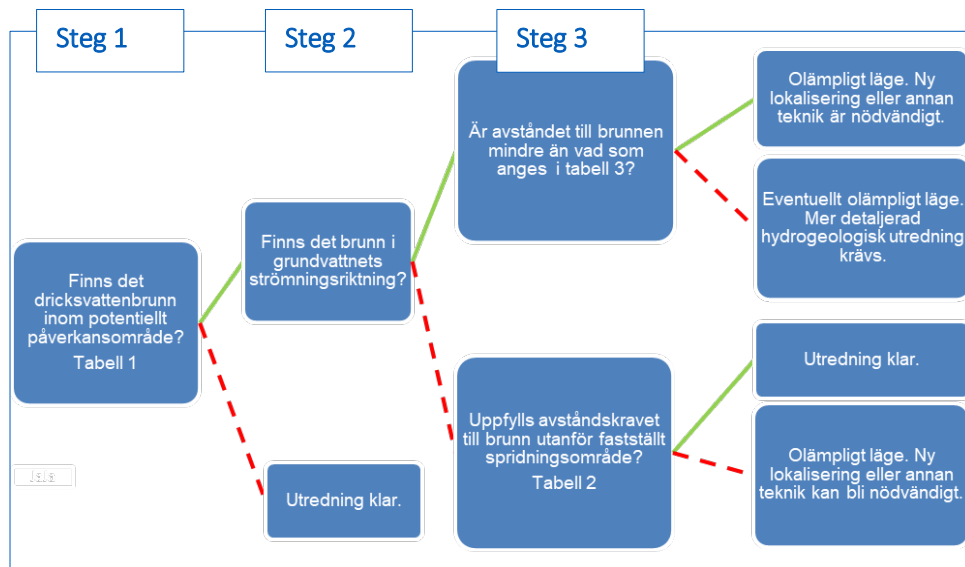 Steg 1
Steg 2
Steg 3
Finns det
dricksvattenbrunn
inom potentiellt
påverkansområde?
Tabell 1
Finns det brunn i
grundvattnets
strömningsriktning?
Utredning klar.
Är avståndet till brunnen
mindre än vad som
anges i tabell 3?
Uppfylls avståndskravet
till brunn utanför fastställt
spridningsområde?
Tabell 2
Olämpligt läge. Ny
lokalisering eller annan
teknik är nödvändigt.
Eventuellt olämpligt läge.
Mer detaljerad
hydrogeologisk utredning
krävs.
Utredning klar.
Olämpligt läge. Ny
lokalisering eller annan
teknik kan bli nödvändigt.